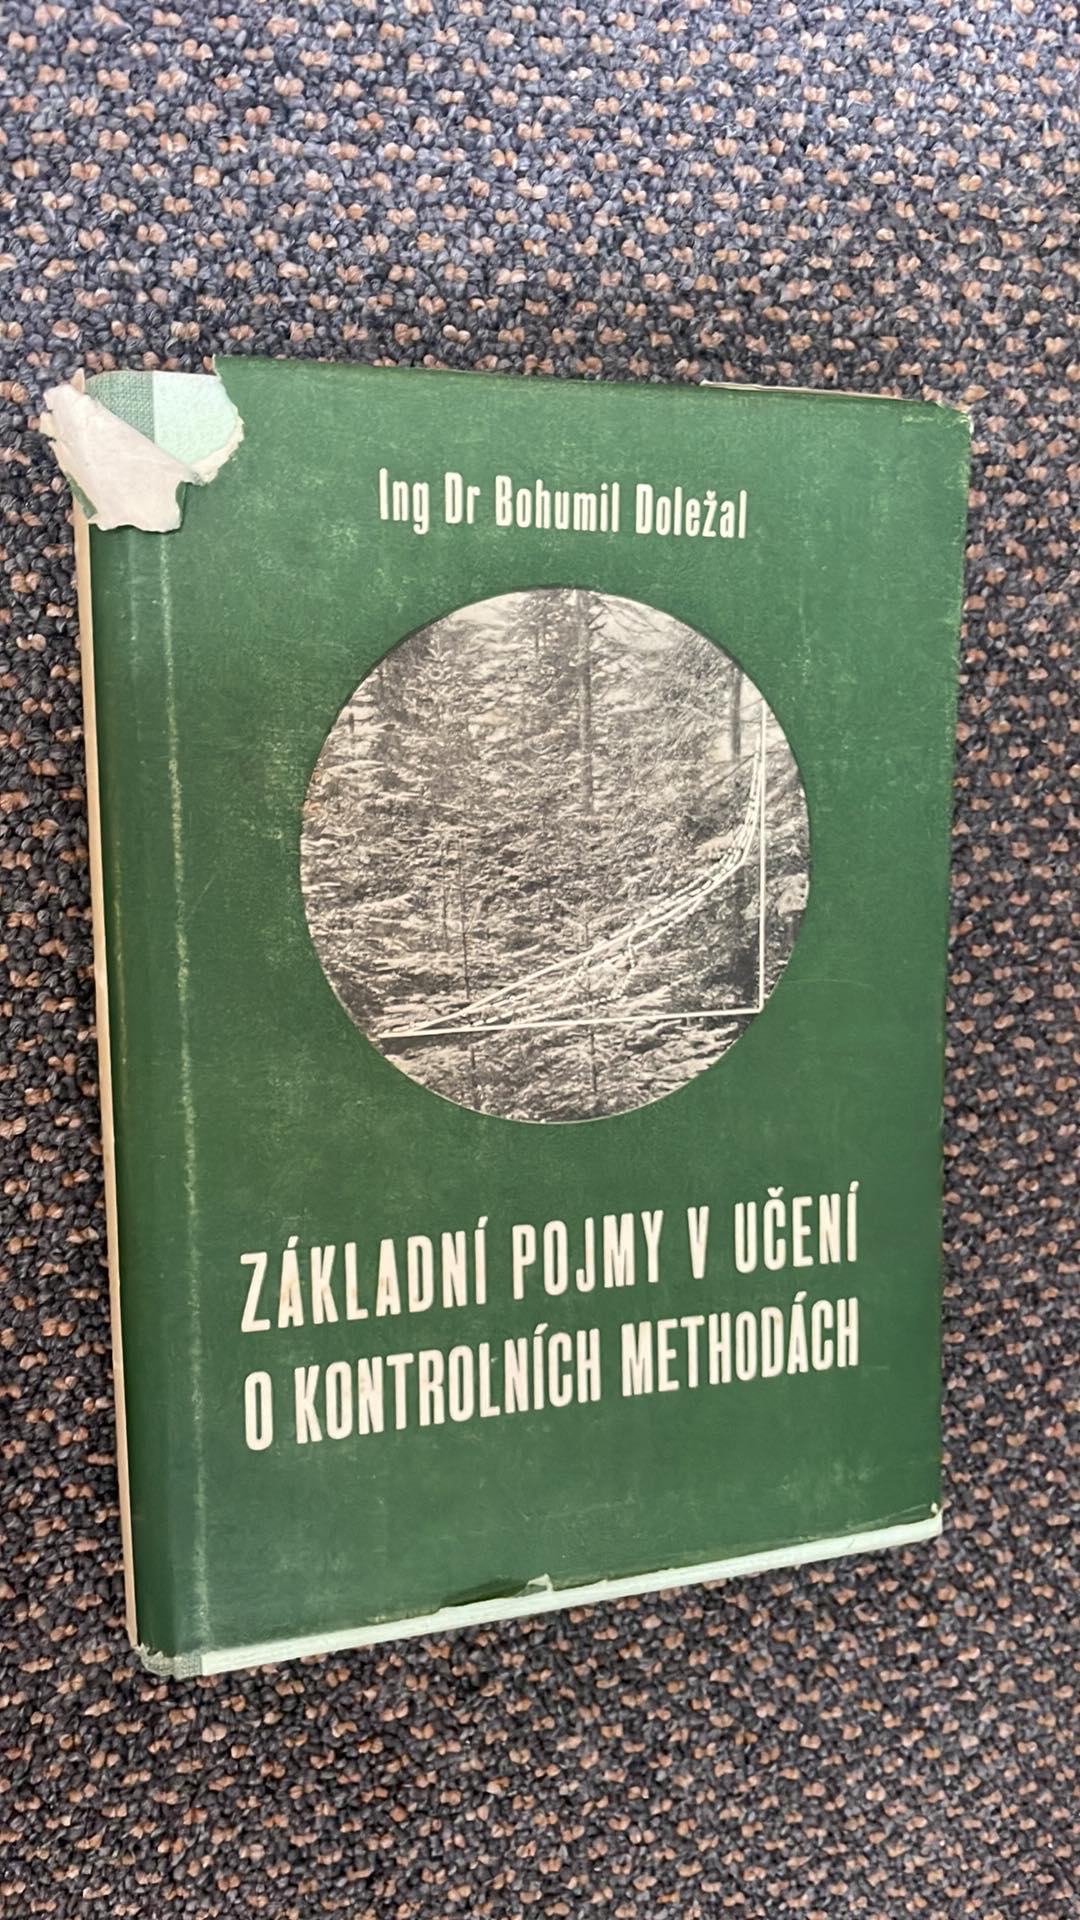 Ing Dr Bohumil Doležal
ZÁKLADNÍ POJMY V UČENÍ
O KONTROLNÍCH METHODÁCH